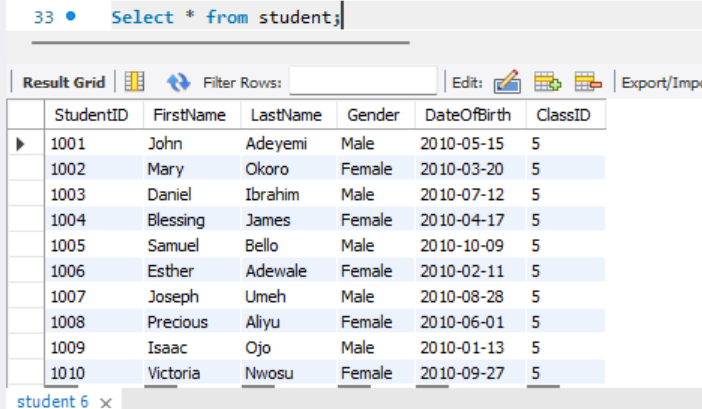 33 Select * from student;
Result Grid Filter Rows: Edit: Export/Impo
StudentID FirstName LastName Gender DateOfBirth ClassID
1001 John Adeyemi Male 2010-05-15 5
1002 Mary Okoro Female 2010-03-20 5
1003 Daniel Ibrahim Male 2010-07-12 5
1004 Blessing James Female 2010-04-17 5
1005 Samuel Bello Male 2010-10-09 5
1006 Esther Adewale Female 2010-02-11 5
1007 Joseph Umeh Male 2010-08-28 5
1008 Precious Aliyu Female 2010-06-01 5
1009 Isaac Ojo Male 2010-01-13 5
1010 Victoria Nwosu Female 2010-09-27 5
student 6